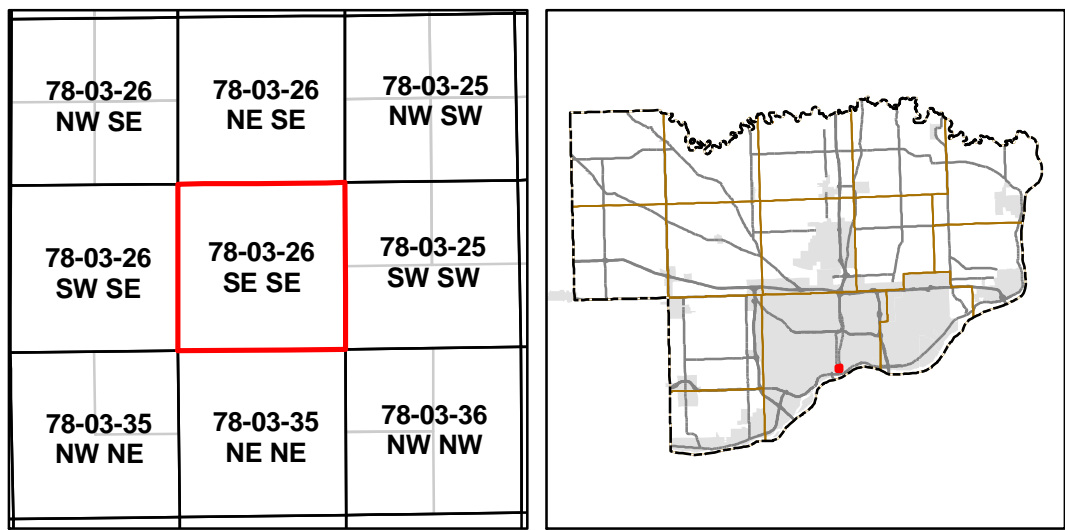 78-03-26
NW SE
78-03-26
NE SE
78-03-25
NW SW
78-03-26
SW SE
78-03-26
SE SE
78-03-25
SW SW
78-03-35
NW NE
78-03-35
NE NE
78-03-36
NW NW